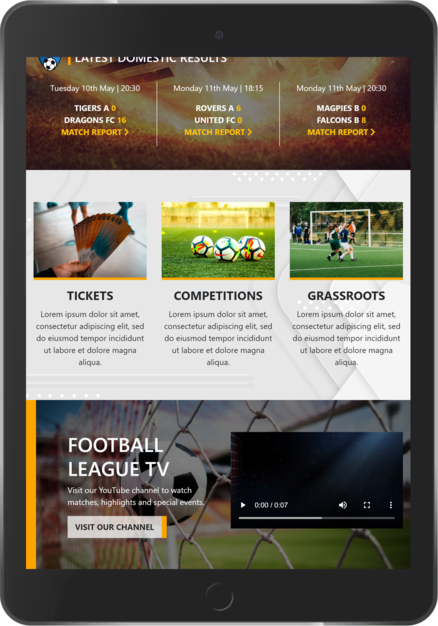 LATEST DOMESTIC RESULTS
Tuesday 10th May | 20:30
TIGERS A 0
DRAGONS FC 16
MATCH REPORT
Monday 11th May | 18:15
ROVERS A 6
UNITED FC 0
MATCH REPORT
Monday 11th May | 20:30
MAGPIES B 0
FALCONS B 8
MATCH REPORT
TICKETS
Lorem ipsum dolor sit amet,
consectetur adipiscing elit, sed
do eiusmod tempor incididunt
ut labore et dolore magna
aliqua.
COMPETITIONS
Lorem ipsum dolor sit amet,
consectetur adipiscing elit, sed
do eiusmod tempor incididunt
ut labore et dolore magna
aliqua.
GRASSROOTS
Lorem ipsum dolor sit amet,
consectetur adipiscing elit, sed
do eiusmod tempor incididunt
ut labore et dolore magna
aliqua.
FOOTBALL
LEAGUE TV
Visit our YouTube channel to watch
matches, highlights and special events.
VISIT OUR CHANNEL
0:00 / 0:07